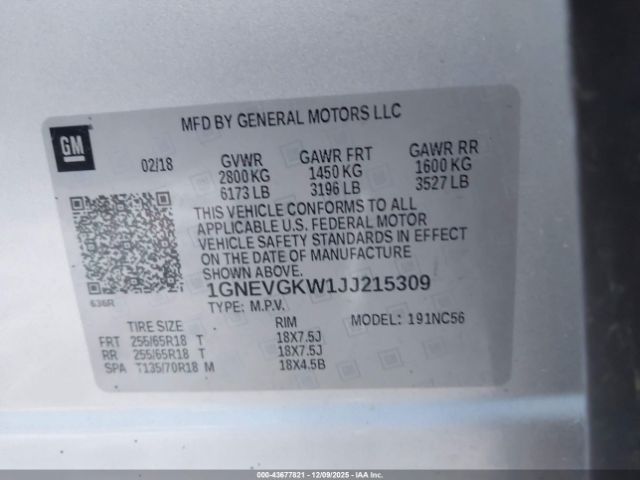 MFD BY GENERAL MOTORS LLC
GM
02/18 GVWR GAWR FRT GAWR RR
2800 KG 1450 KG 1600 KG
6173 LB 3196 LB 3527 LB
THIS VEHICLE CONFORMS TO ALL
APPLICABLE U.S. FEDERAL MOTOR
VEHICLE SAFETY STANDARDS IN EFFECT
ON THE DATE OF MANUFACTURE
SHOWN ABOVE.
636R
1GNEVGKW1JJ215309
TYPE: M.P.V.
TIRE SIZE RIM MODEL: 191NC56
FRT 255/65R18 T 18X7.5J
RR 255/65R18 T 18X7.5J
SPA T135/70R18 M 18X4.5B
000-43677821 - 12/09/2025 - IAA Inc. - Copyright